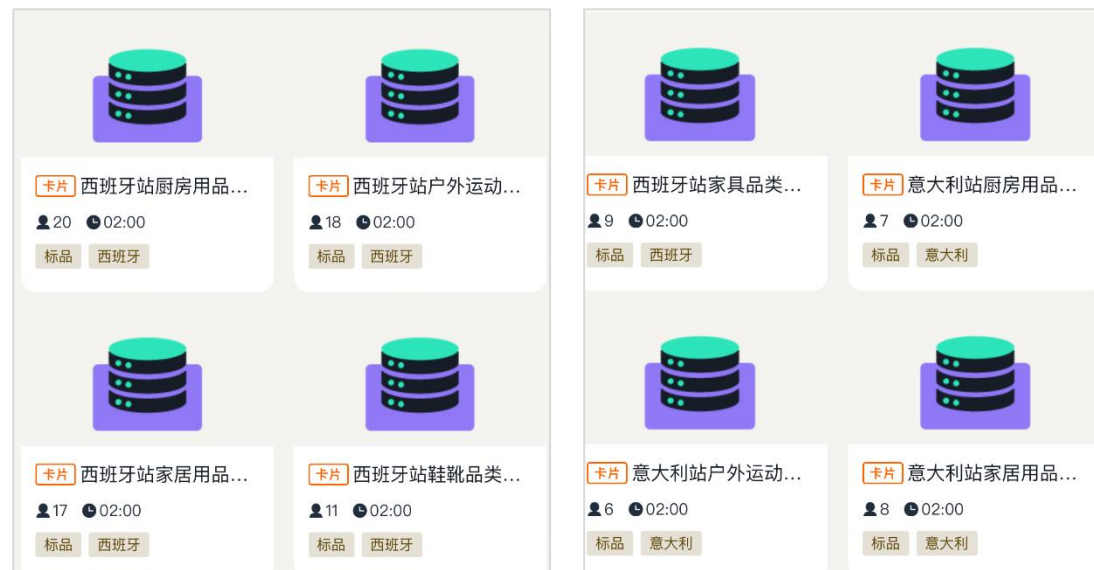 卡片 西班牙站厨房用品...
20 02:00
标品 西班牙
卡片 西班牙站户外运动...
18 02:00
标品 西班牙
卡片 西班牙站家居用品...
17 02:00
标品 西班牙
卡片 西班牙站鞋靴品类...
11 02:00
标品 西班牙
卡片 西班牙站家具品类...
9 02:00
标品 西班牙
卡片 意大利站厨房用品...
7 02:00
标品 意大利
卡片 意大利站户外运动...
6 02:00
标品 意大利
卡片 意大利站家居用品...
8 02:00
标品 意大利